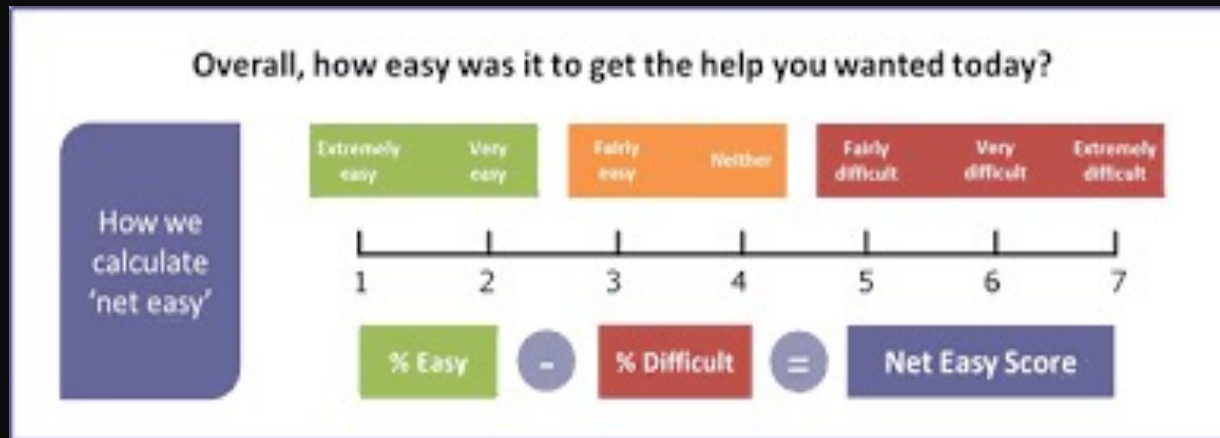 Overall, how easy was it to get the help you wanted today?
How we
calculate
‘net easy’
Extremely
easy
Very
easy
Fairly
easy
Neither
Fairly
difficult
Very
difficult
Extremely
difficult
1 2 3 4 5 6 7
% Easy - % Difficult = Net Easy Score